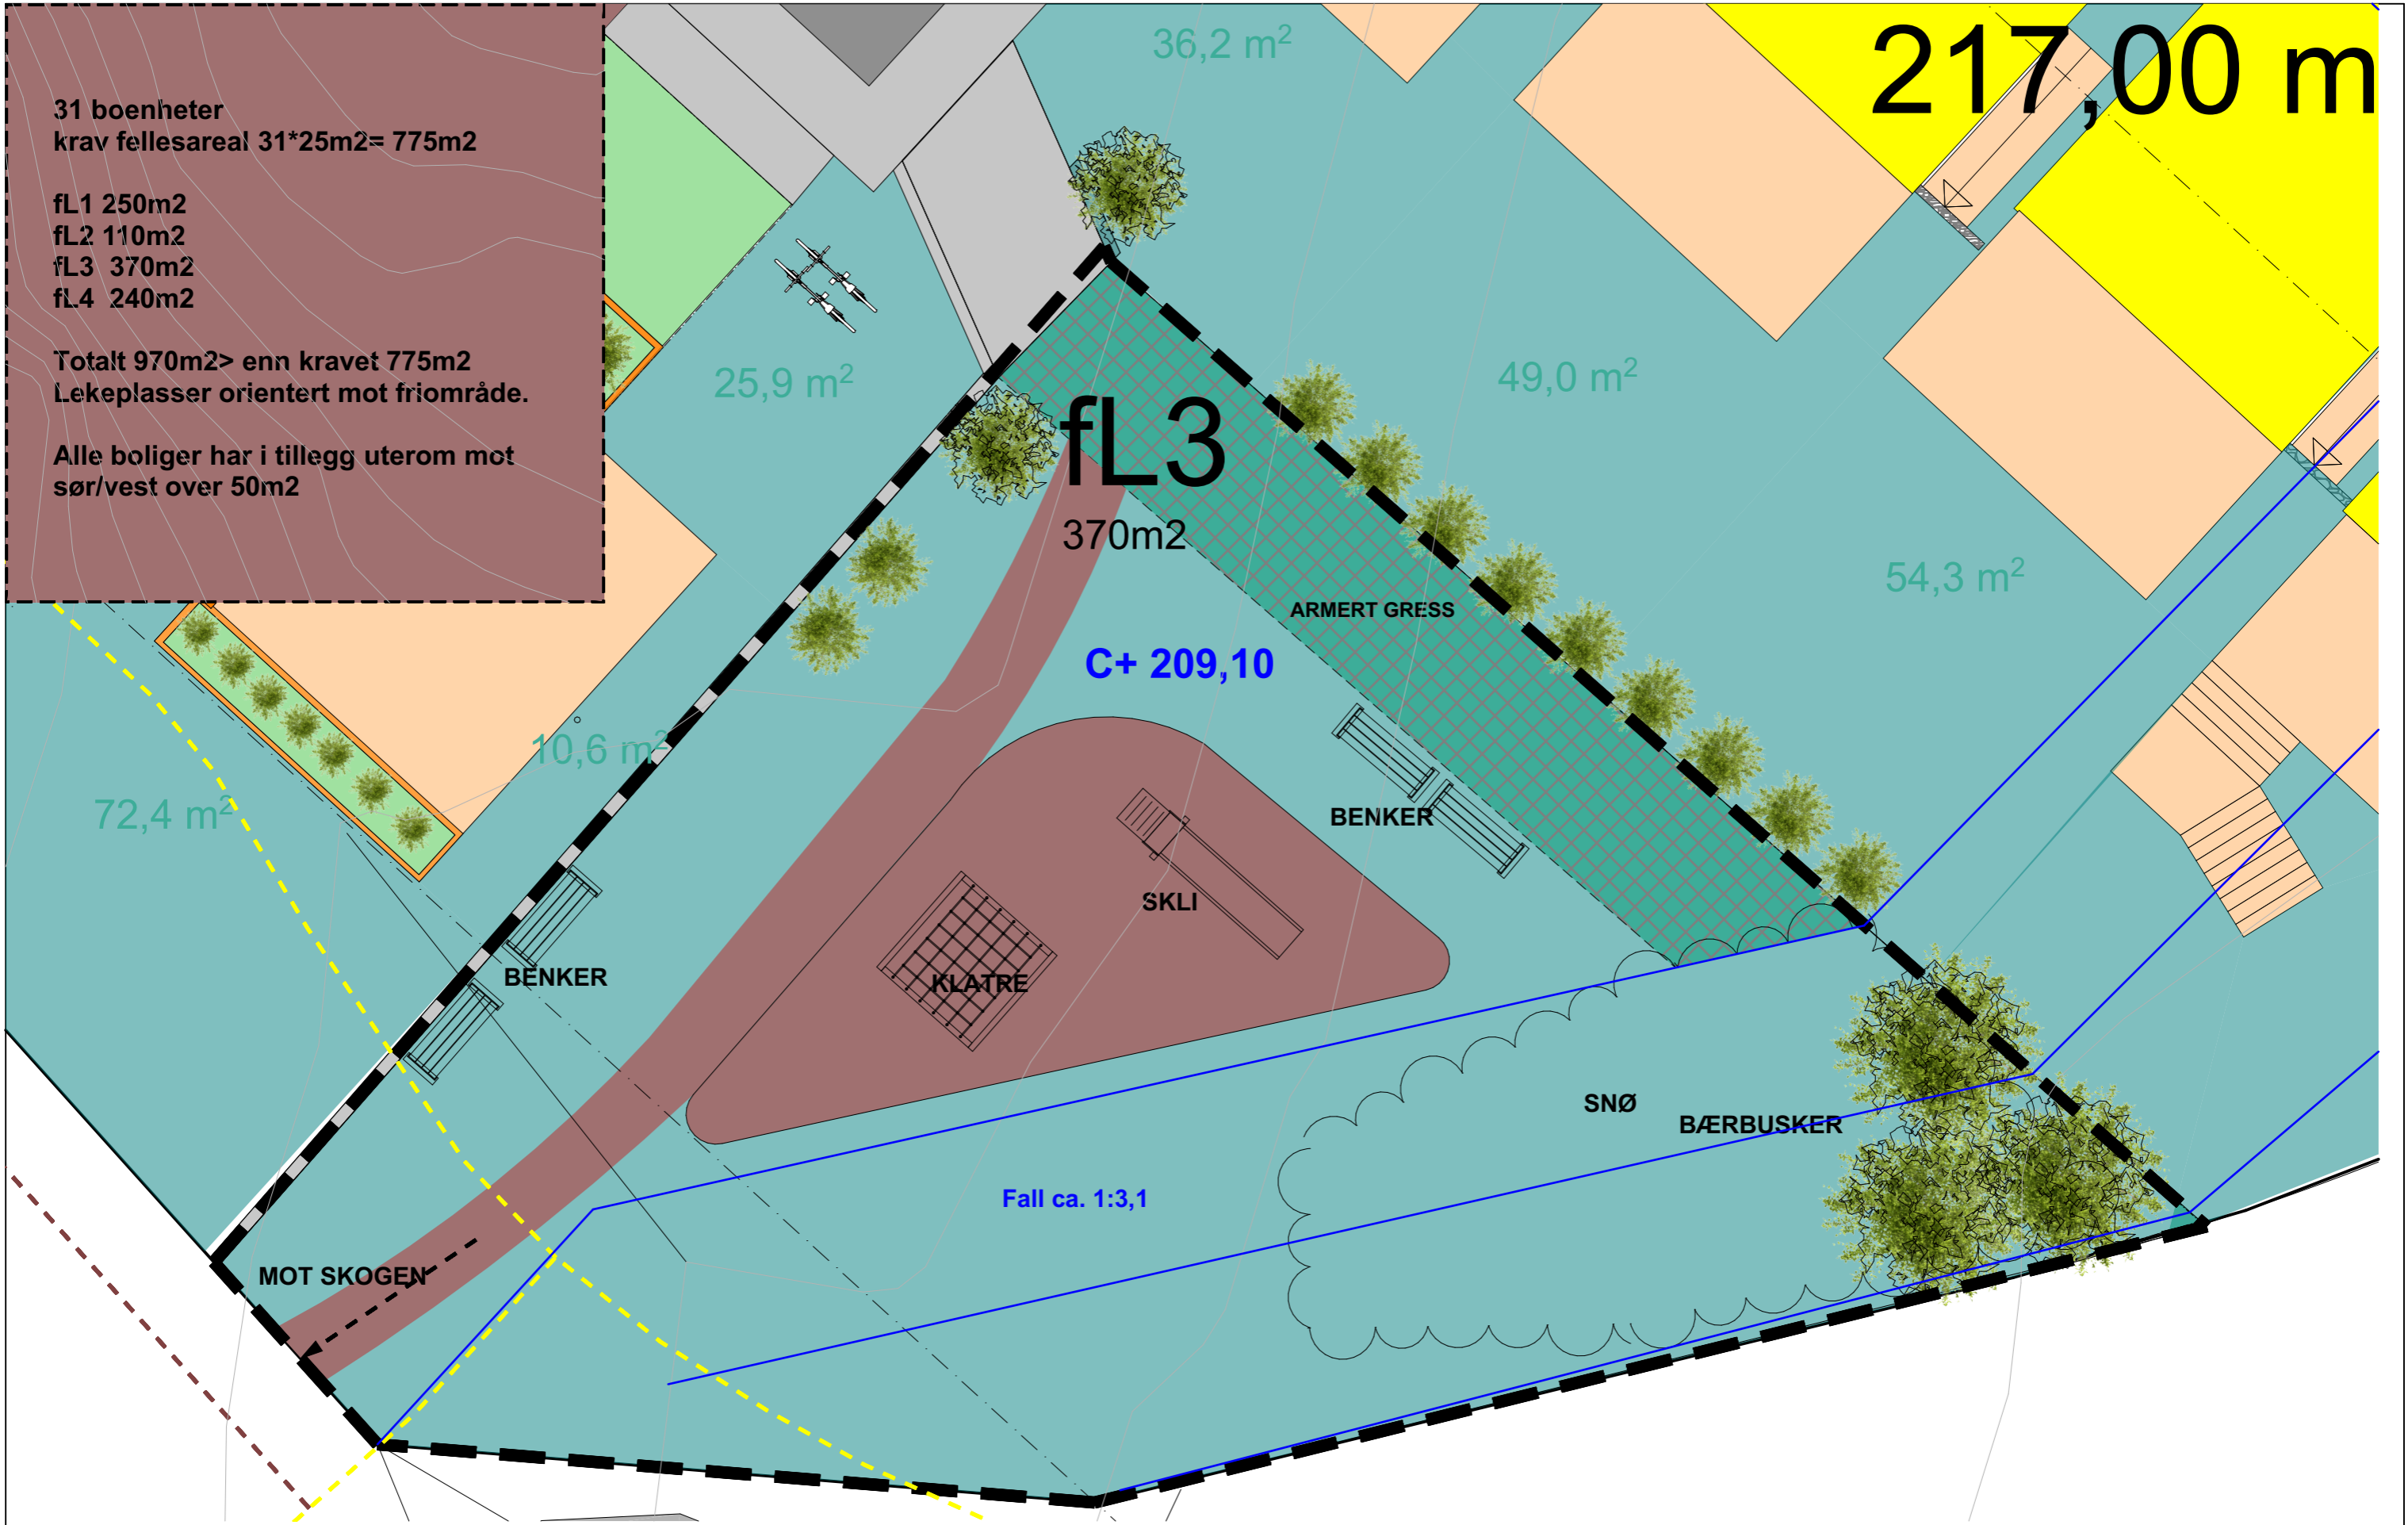 31 boenheter
krav fellesareal 31*25m2= 775m2
fL1 250m2
fL2 110m2
fL3  370m2
fL4  240m2
Totalt 970m2> enn kravet 775m2
Lekeplasser orientert mot friområde.
Alle boliger har i tillegg uterom mot
sør/vest over 50m2
36,2 m²
217,00 m
25,9 m²
49,0 m²
fL3
370m2
54,3 m²
ARMERT GRESS
C+ 209,10
10,6 m²
72,4 m²
BENKER
SKLI
BENKER
KLATRE
SNØ
BÆRBUSKER
Fall ca. 1:3,1
MOT SKOGEN